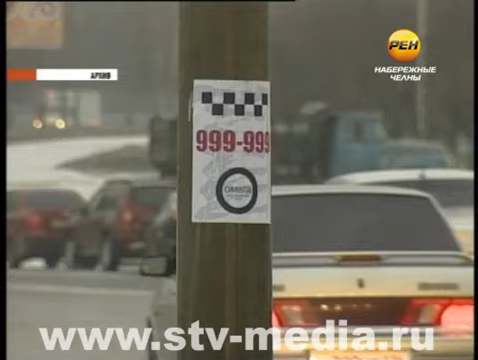 РЕН
НАБЕРЕЖНЫЕ
ЧЕЛНЫ
АРХИВ
999-999
www.stv-media.ru